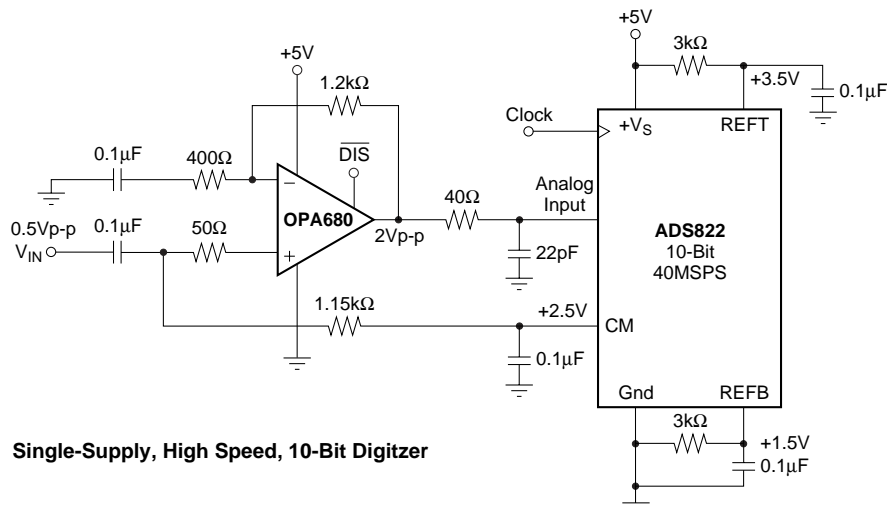 +5V
+5V
3kΩ
+3.5V
0.1µF
1.2kΩ
Clock
+VS
REFT
0.1µF
400Ω
DIS
40Ω
Analog
Input
–
OPA680
ADS822
10-Bit
40MSPS
0.5Vp-p
0.1µF
50Ω
2Vp-p
VIN
+
22pF
1.15kΩ
+2.5V
CM
0.1µF
Gnd
REFB
3kΩ
+1.5V
0.1µF
Single-Supply, High Speed, 10-Bit Digitzer